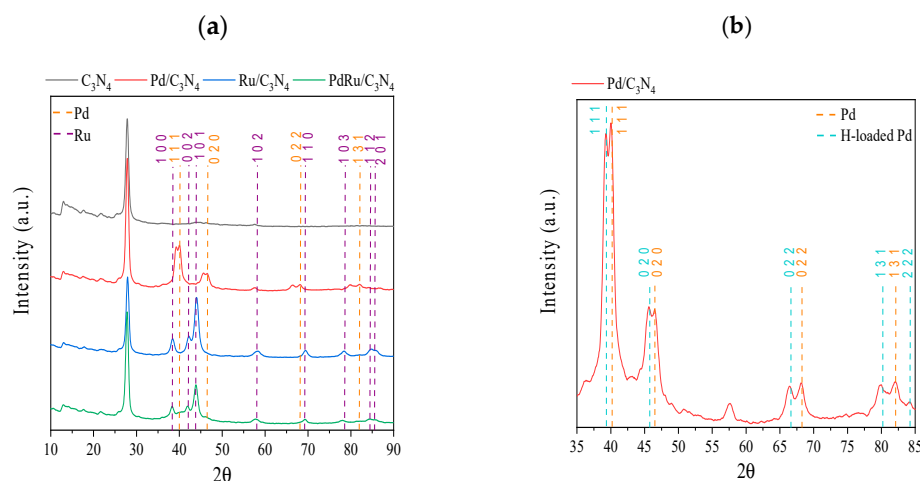 (a)
C₃N₄ Pd/C₃N₄ Ru/C₃N₄ PdRu/C₃N₄
Pd
Ru
1 0 0
1 1 1
0 0 2
1 0 1
0 2 0
1 0 2
0 2 2
1 1 0
1 0 3
1 3 1
1 1 2
2 0 1
Intensity (a.u.)
10 20 30 40 50 60 70 80 90
2θ
(b)
Pd/C₃N₄
Pd
H-loaded Pd
1 1 1
1 1 1
0 2 0
0 2 0
0 2 2
0 2 2
1 3 1
1 3 1
2 2 2
Intensity (a.u.)
35 40 45 50 55 60 65 70 75 80 85
2θ